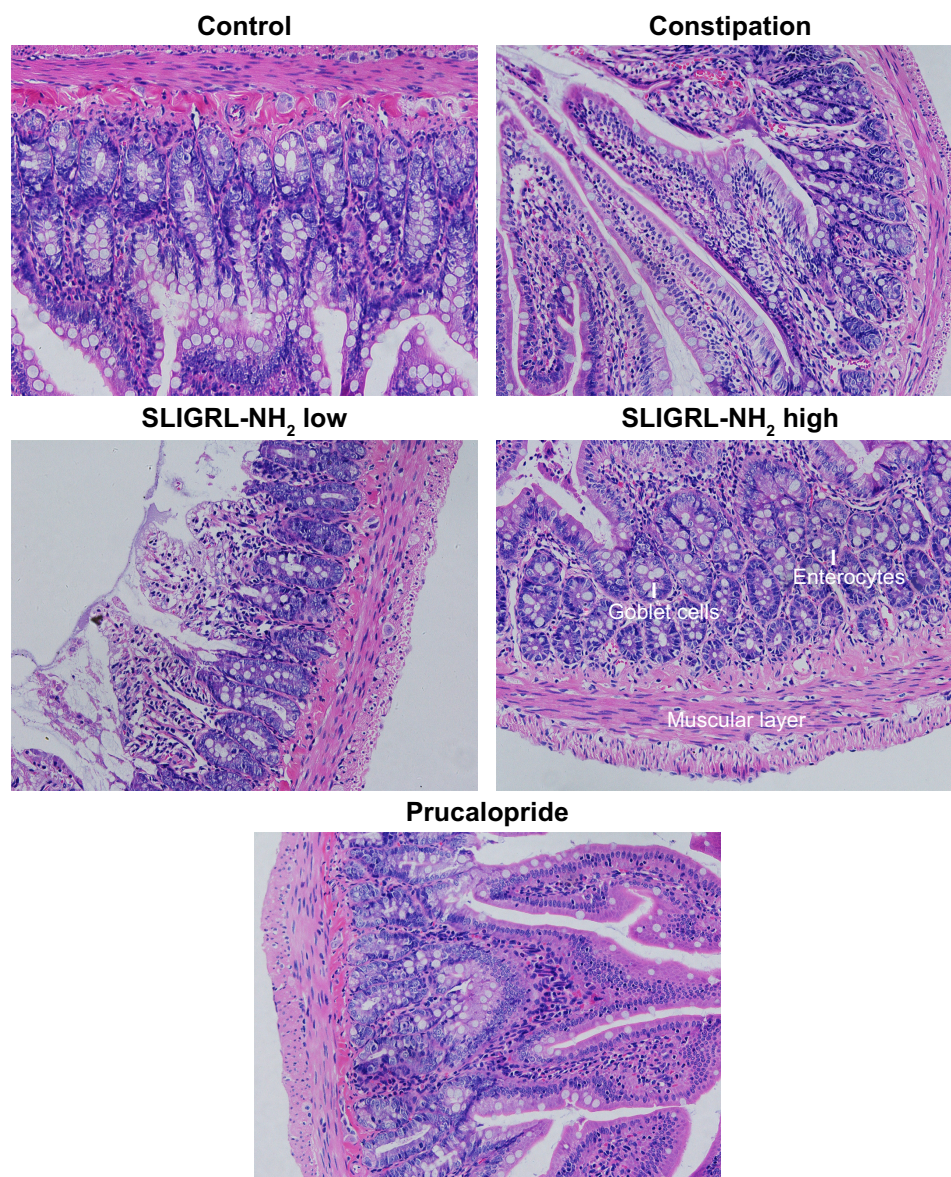 Control
Constipation
SLIGRL-NH₂ low
SLIGRL-NH₂ high
Enterocytes
Goblet cells
Muscular layer
Prucalopride